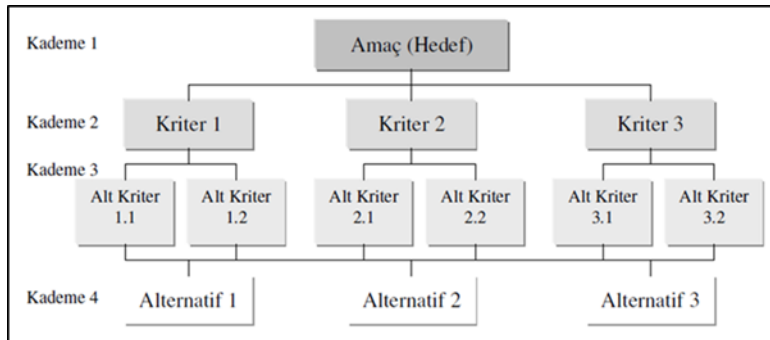 Kademe 1
Amaç (Hedef)
Kademe 2
Kriter 1
Kriter 2
Kriter 3
Kademe 3
Alt Kriter
1.1
Alt Kriter
1.2
Alt Kriter
2.1
Alt Kriter
2.2
Alt Kriter
3.1
Alt Kriter
3.2
Kademe 4
Alternatif 1
Alternatif 2
Alternatif 3